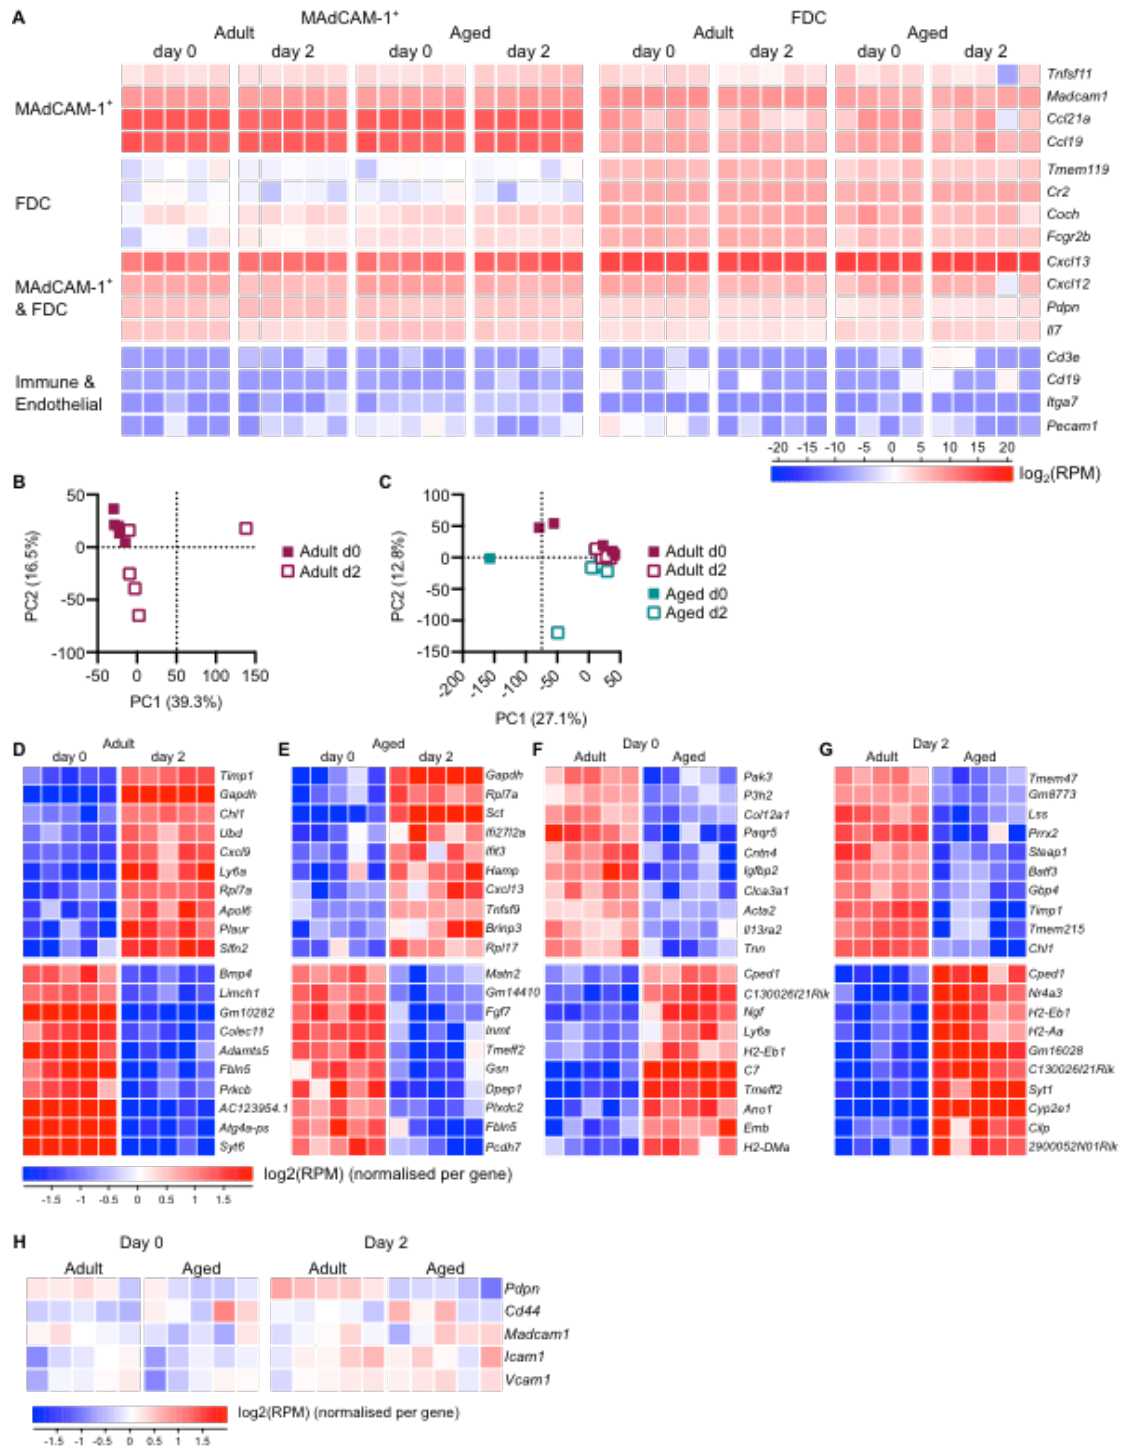 A
MAdCAM-1+
FDC
Adult
Aged
Adult
Aged
day 0
day 2
day 0
day 2
day 0
day 2
day 0
day 2
MAdCAM-1+
Tnfsf11
Madcam1
Ccl21a
Ccl19
FDC
Tmem119
Cr2
Coch
Fcgr2b
MAdCAM-1+
& FDC
Cxcl13
Cxcl12
Pdpn
Il7
Immune &
Endothelial
Cd3e
Cd19
Itga7
Pecam1
-20 -15 -10 -5 0 5 10 15 20
log2(RPM)
B
50
0
-50
-100
PC2 (16.5%)
-50 0 50 100 150
PC1 (39.3%)
Adult d0
Adult d2
C
100
50
0
-50
-100
-150
PC2 (12.8%)
-200 -150 -100 -50 0 50
PC1 (27.1%)
Adult d0
Adult d2
Aged d0
Aged d2
D
Adult
day 0 day 2
Timp1
Gapdh
Chl1
Ubd
Cxcl9
Ly6a
Rpl7a
Apol6
Plaur
Slfn2
Bmp4
Limch1
Gm10282
Colec11
Adamts5
Fbln5
Prkcb
AC123954.1
Atg4a-ps
Syt6
-1.5 -1 -0.5 0 0.5 1 1.5
log2(RPM) (normalised per gene)
E
Aged
day 0 day 2
Gapdh
Rpl7a
Sct
Ifi27l2a
Ifit3
Hamp
Cxcl13
Tnfsf9
Brinp3
Rpl17
Matn2
Gm14410
Fgf7
Inmt
Tmeff2
Gsn
Dpep1
Plxdc2
Fbln5
Pcdh7
F
Day 0
Adult Aged
Pak3
P3h2
Col12a1
Paqr5
Cntn4
Igfbp2
Clca3a1
Acta2
Il13ra2
Tnn
Cped1
C130026I21Rik
Ngf
Ly6a
H2-Eb1
C7
Tmeff2
Ano1
Emb
H2-DMa
G
Day 2
Adult Aged
Tmem47
Gm8773
Lss
Prrx2
Steap1
Batf3
Gbp4
Timp1
Tmem215
Chl1
Cped1
Nr4a3
H2-Eb1
H2-Aa
Gm16028
C130026I21Rik
Syt1
Cyp2e1
Cilp
2900052N01Rik
H
Day 0
Day 2
Adult
Aged
Adult
Aged
Pdpn
Cd44
Madcam1
Icam1
Vcam1
-1.5 -1 -0.5 0 0.5 1 1.5
log2(RPM) (normalised per gene)